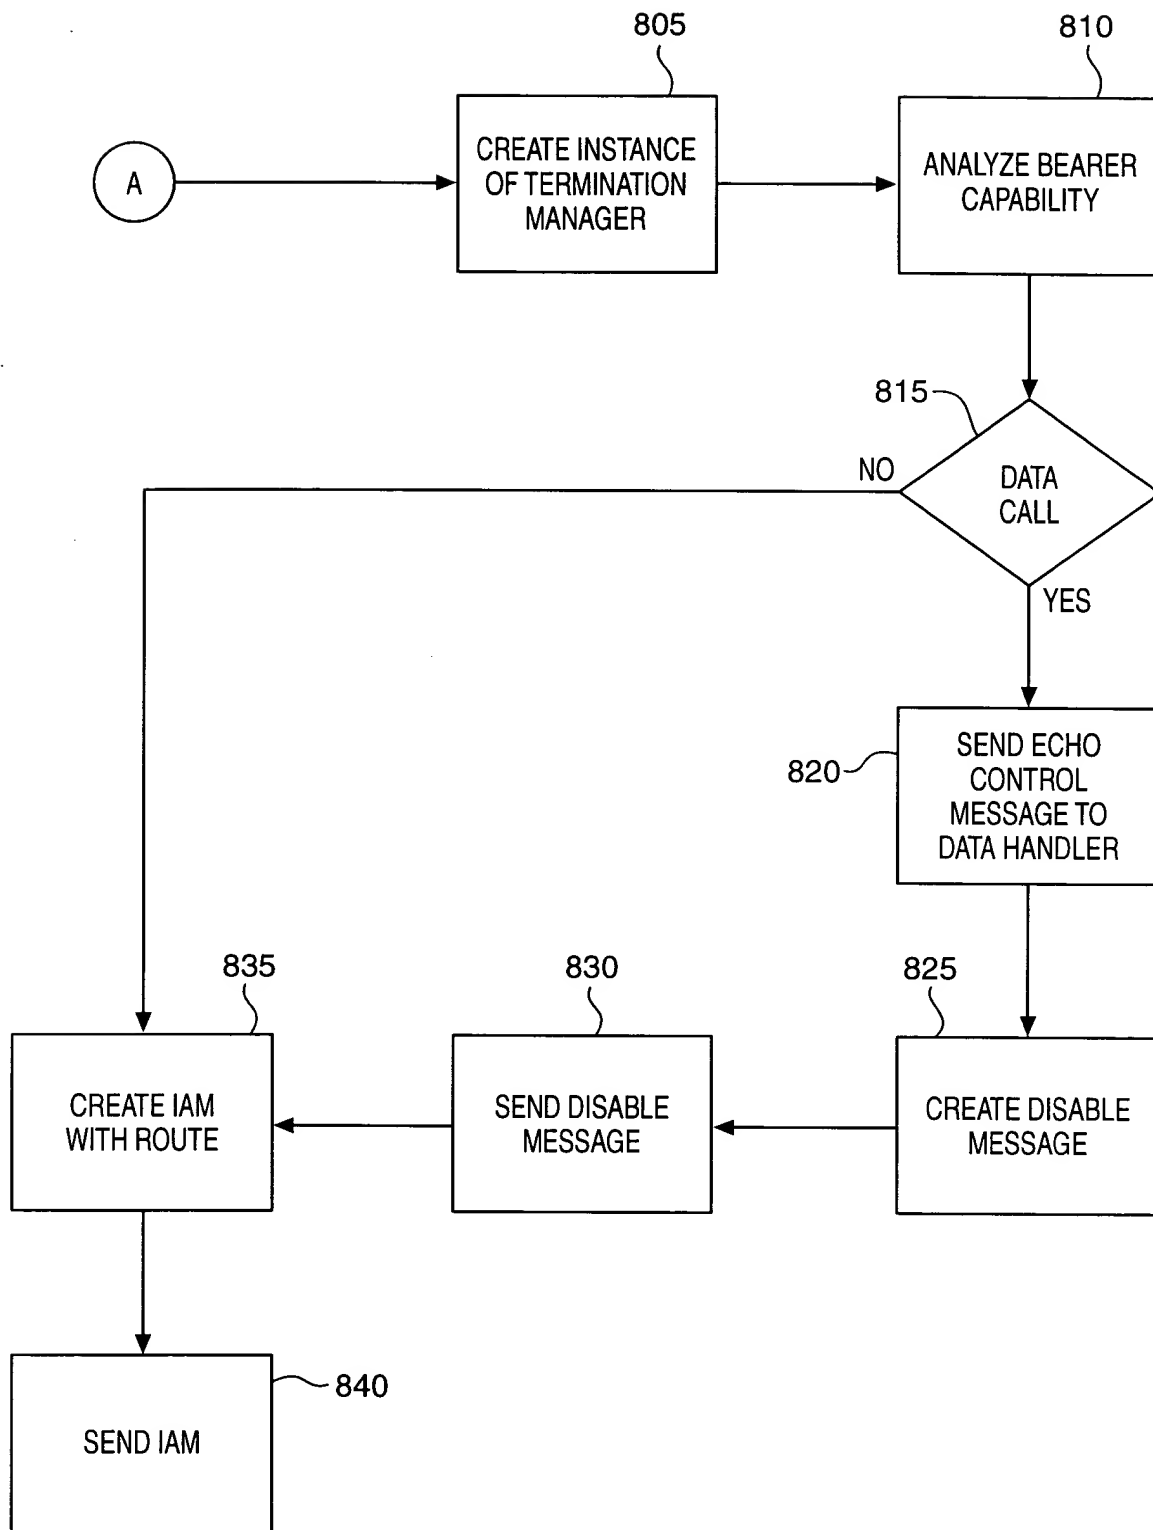 805
810
A
CREATE INSTANCE
OF TERMINATION
MANAGER
ANALYZE BEARER
CAPABILITY
815
NO
DATA
CALL
YES
820
SEND ECHO
CONTROL
MESSAGE TO
DATA HANDLER
835
830
825
CREATE IAM
WITH ROUTE
SEND DISABLE
MESSAGE
CREATE DISABLE
MESSAGE
840
SEND IAM